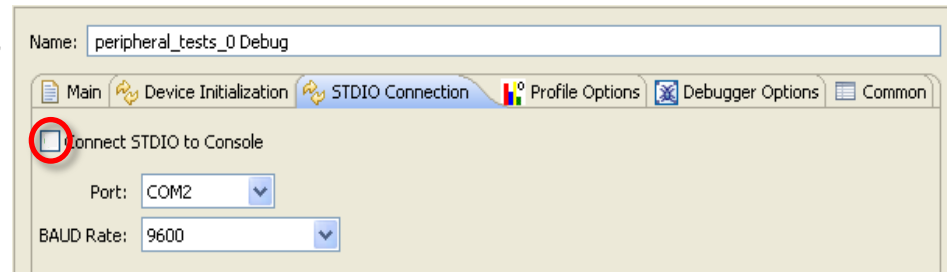 Name: peripheral_tests_0 Debug
Main Device Initialization STDIO Connection Profile Options Debugger Options Common
Connect STDIO to Console
Port: COM2
BAUD Rate: 9600